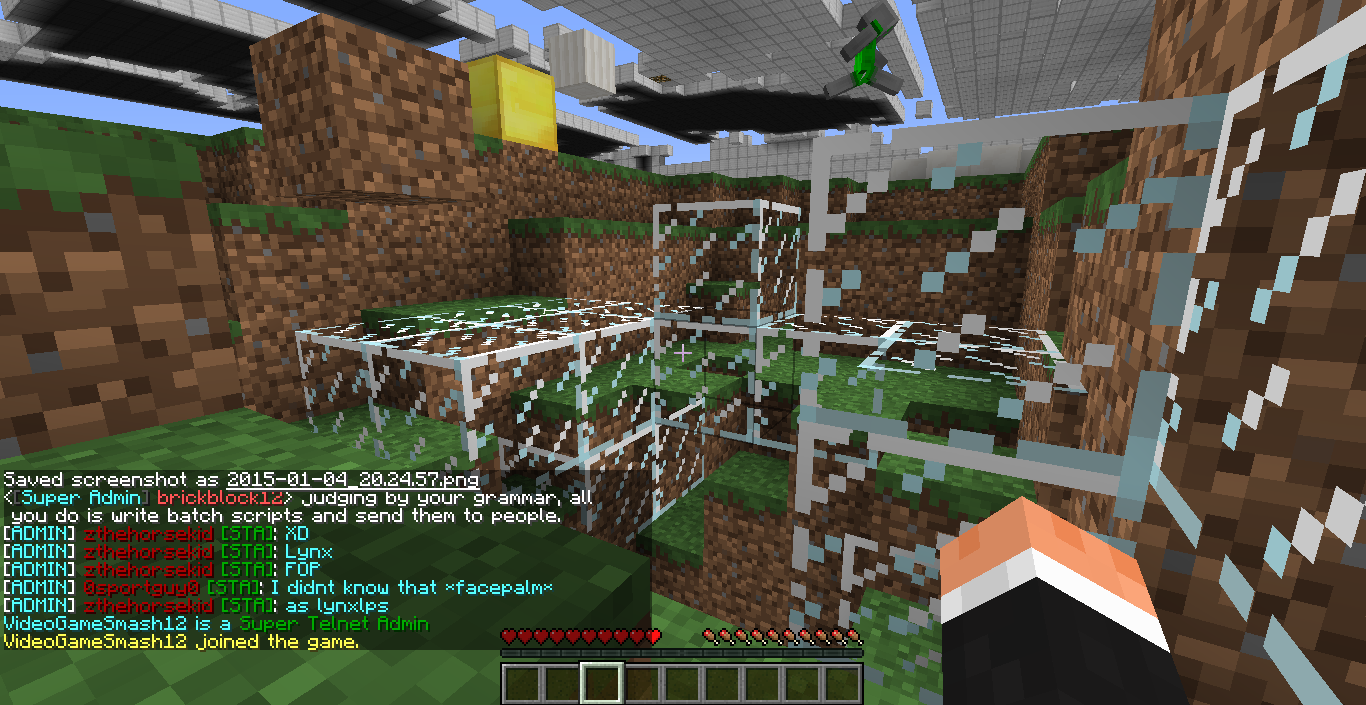 Saved screenshot as 2015-01-04_20.24.57.png
<[Super Admin] brickblock12> judging by your grammar, all
you do is write batch scripts and send them to people.
[ADMIN] zthehorsekid [STA]: XD
[ADMIN] zthehorsekid [STA]: Lynx
[ADMIN] zthehorsekid [STA]: FOP
[ADMIN] 0sportguy0 [STA]: I didnt know that *facepalm*
[ADMIN] zthehorsekid [STA]: as lynxlps
VideoGameSmash12 is a Super Telnet Admin
VideoGameSmash12 joined the game.